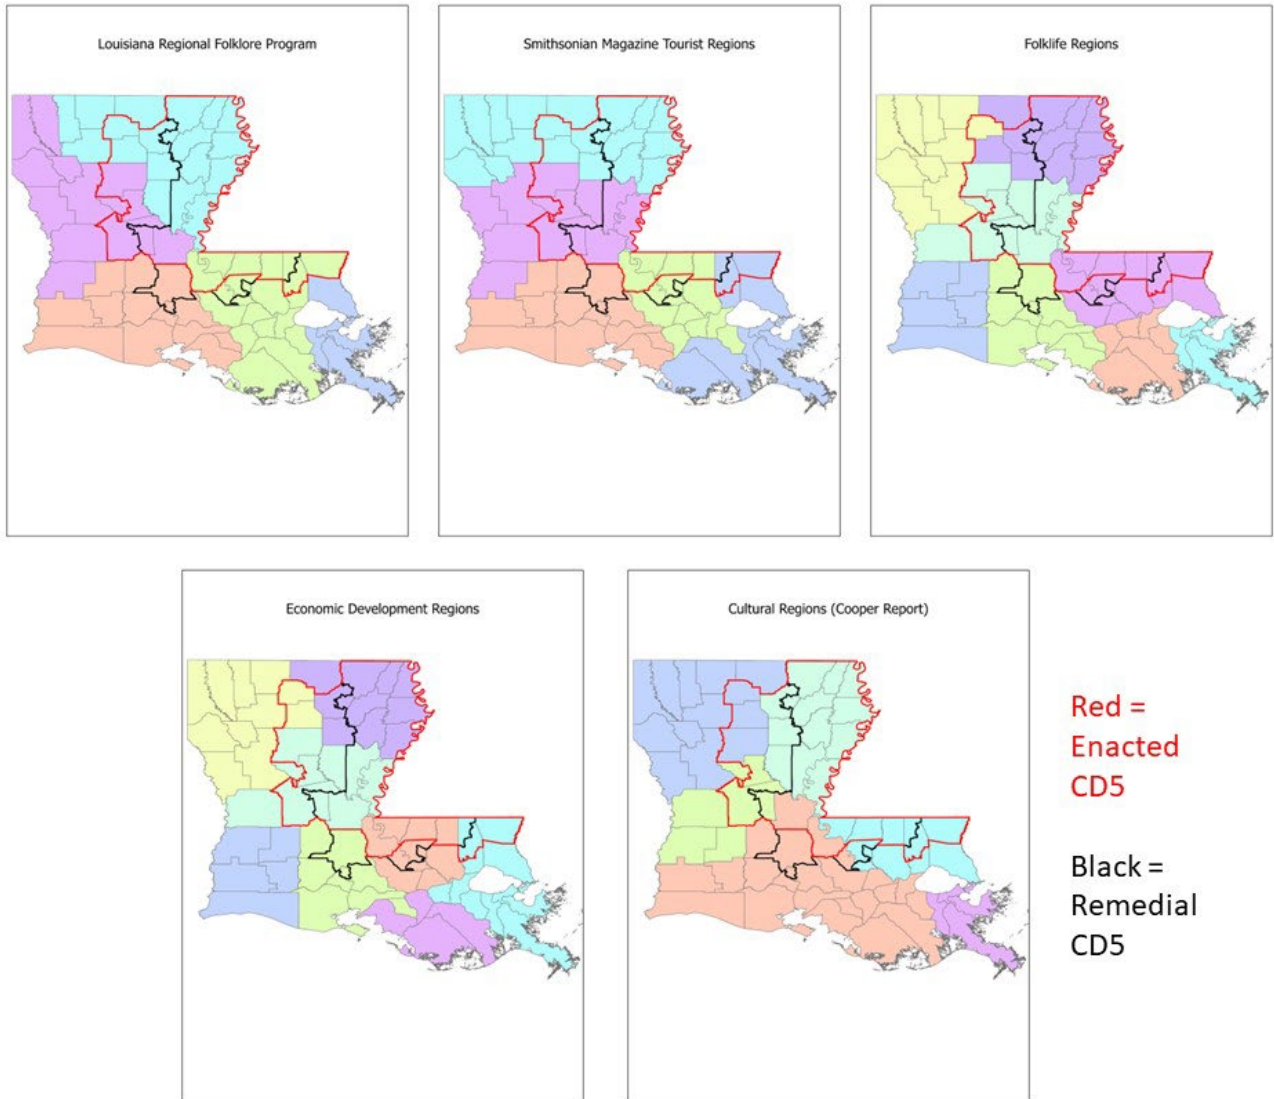 Louisiana Regional Folklore Program
Smithsonian Magazine Tourist Regions
Folklife Regions
Economic Development Regions
Cultural Regions (Cooper Report)
Red =
Enacted
CD5
Black =
Remedial
CD5